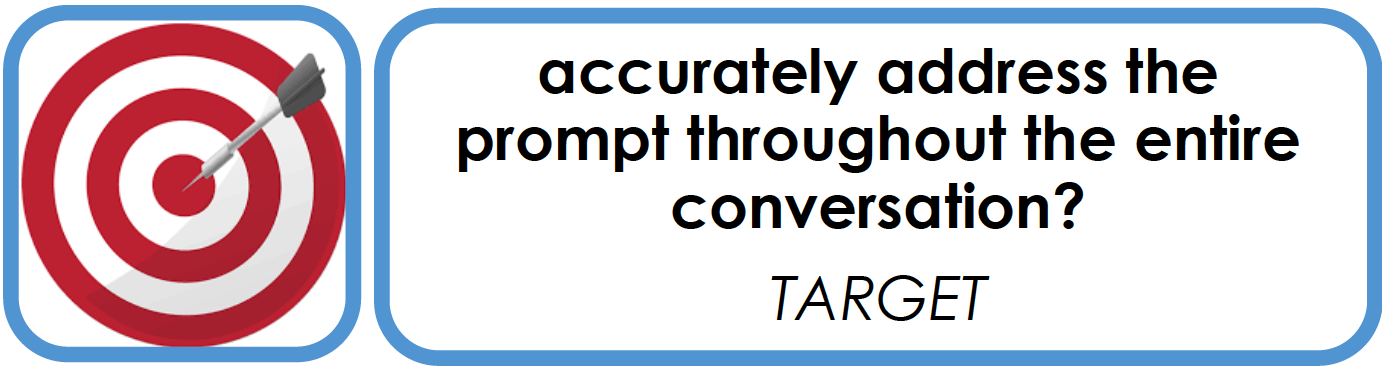 accurately address the
prompt throughout the entire
conversation?
TARGET